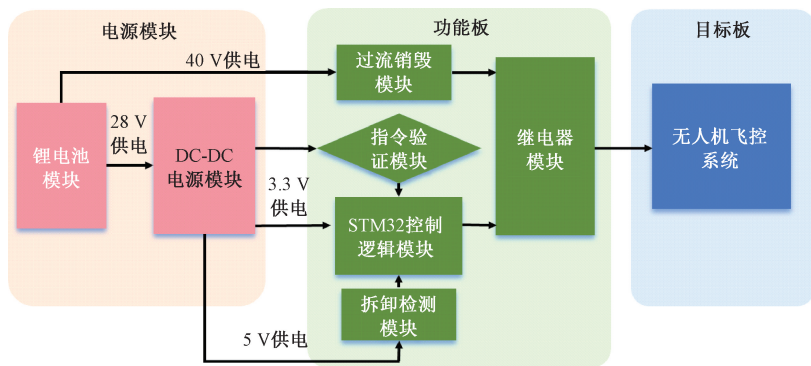 电源模块
功能板
目标板
40 V供电
过流销毁
模块
28 V
供电
锂电池
模块
DC-DC
电源模块
指令验
证模块
继电器
模块
无人机飞控
系统
3.3 V
供电
STM32控制
逻辑模块
拆卸检测
模块
5 V供电